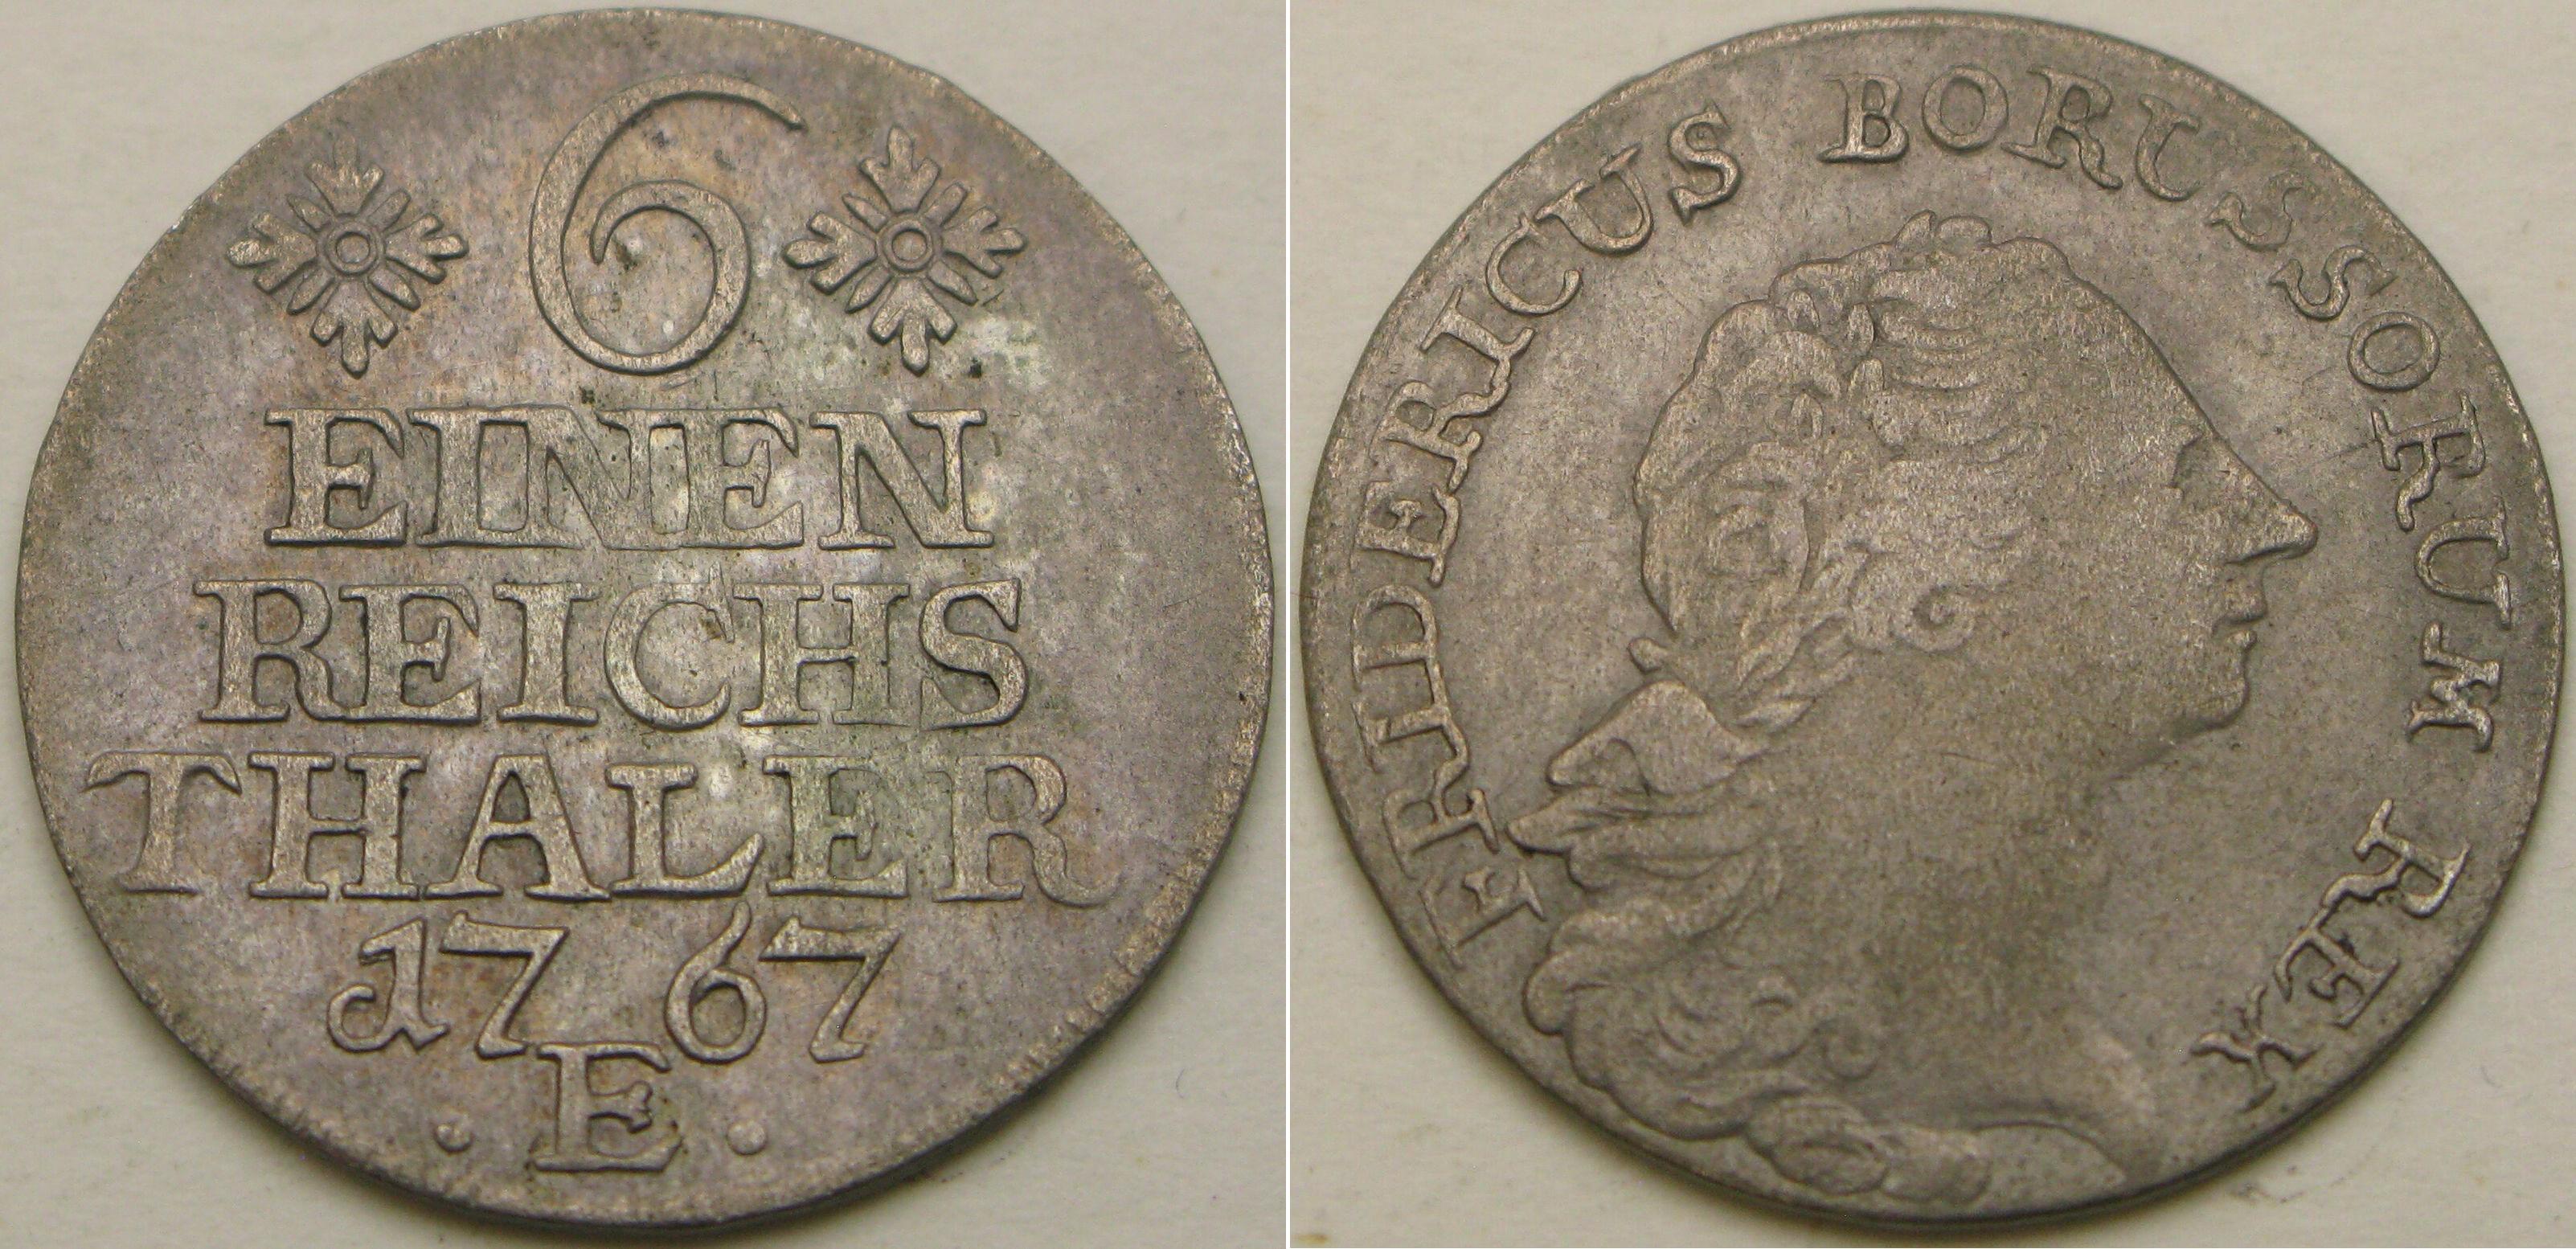 6
EINEN
REICHS
THALER
1767
· E ·
FRIDERICUS BORUSSORUM REX